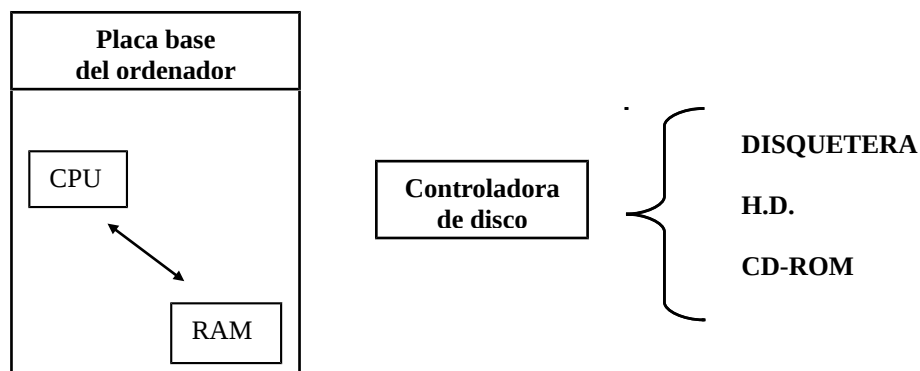 Placa base
del ordenador
CPU
RAM
Controladora
de disco
DISQUETERA
H.D.
CD-ROM